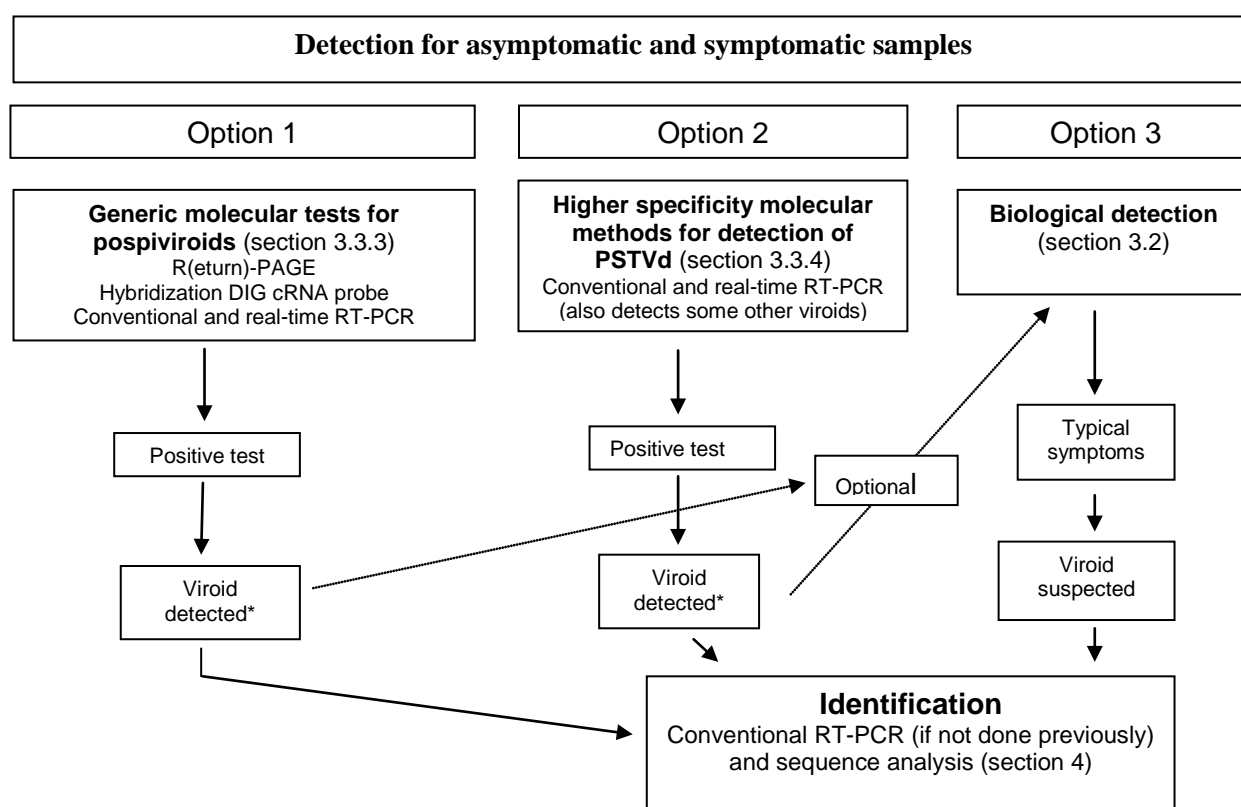 Detection for asymptomatic and symptomatic samples
Option 1
Option 2
Option 3
Generic molecular tests for
pospiviroids (section 3.3.3)
R(eturn)-PAGE
Hybridization DIG cRNA probe
Conventional and real-time RT-PCR
Higher specificity molecular
methods for detection of
PSTVd (section 3.3.4)
Conventional and real-time RT-PCR
(also detects some other viroids)
Biological detection
(section 3.2)
Positive test
Positive test
Optional
Typical
symptoms
Viroid
detected*
Viroid
detected*
Viroid
suspected
Identification
Conventional RT-PCR (if not done previously)
and sequence analysis (section 4)